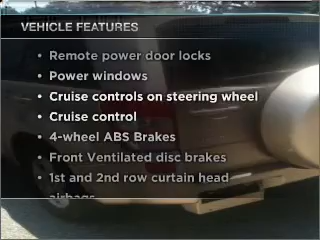 VEHICLE FEATURES
• Remote power door locks
• Power windows
• Cruise controls on steering wheel
• Cruise control
• 4-wheel ABS Brakes
• Front Ventilated disc brakes
• 1st and 2nd row curtain head
airbags